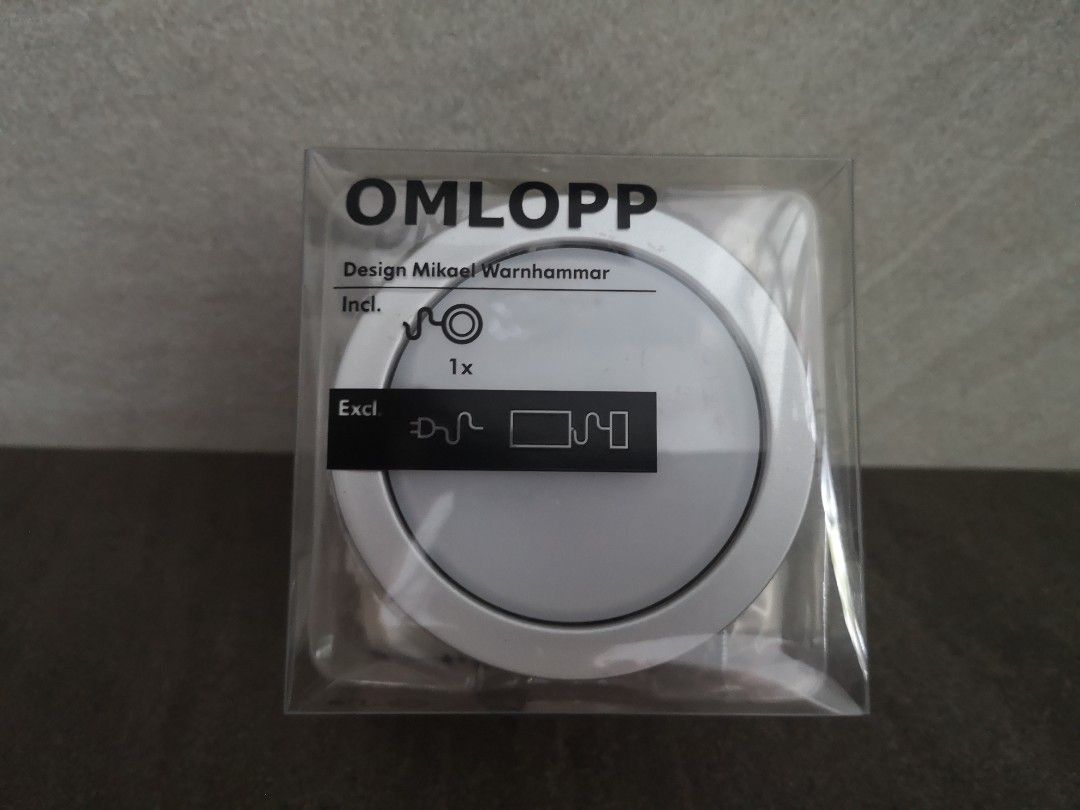 OMLOPP
Design Mikael Warnhammar
Incl.
1x
Excl.